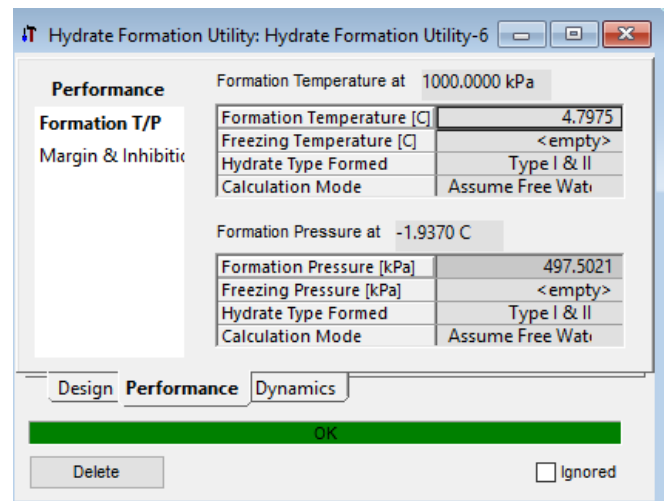 Hydrate Formation Utility: Hydrate Formation Utility-6
Performance
Formation T/P
Margin & Inhibitic
Formation Temperature at 1000.0000 kPa
Formation Temperature [C] 4.7975
Freezing Temperature [C] <empty>
Hydrate Type Formed Type I & II
Calculation Mode Assume Free Wate
Formation Pressure at -1.9370 C
Formation Pressure [kPa] 497.5021
Freezing Pressure [kPa] <empty>
Hydrate Type Formed Type I & II
Calculation Mode Assume Free Wate
Design Performance Dynamics
OK
Delete Ignored